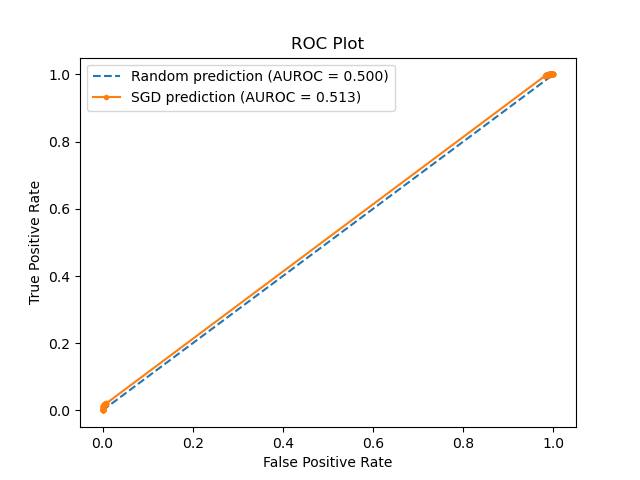 ROC Plot
Random prediction (AUROC = 0.500)
SGD prediction (AUROC = 0.513)
True Positive Rate
1.0
0.8
0.6
0.4
0.2
0.0
0.0 0.2 0.4 0.6 0.8 1.0
False Positive Rate